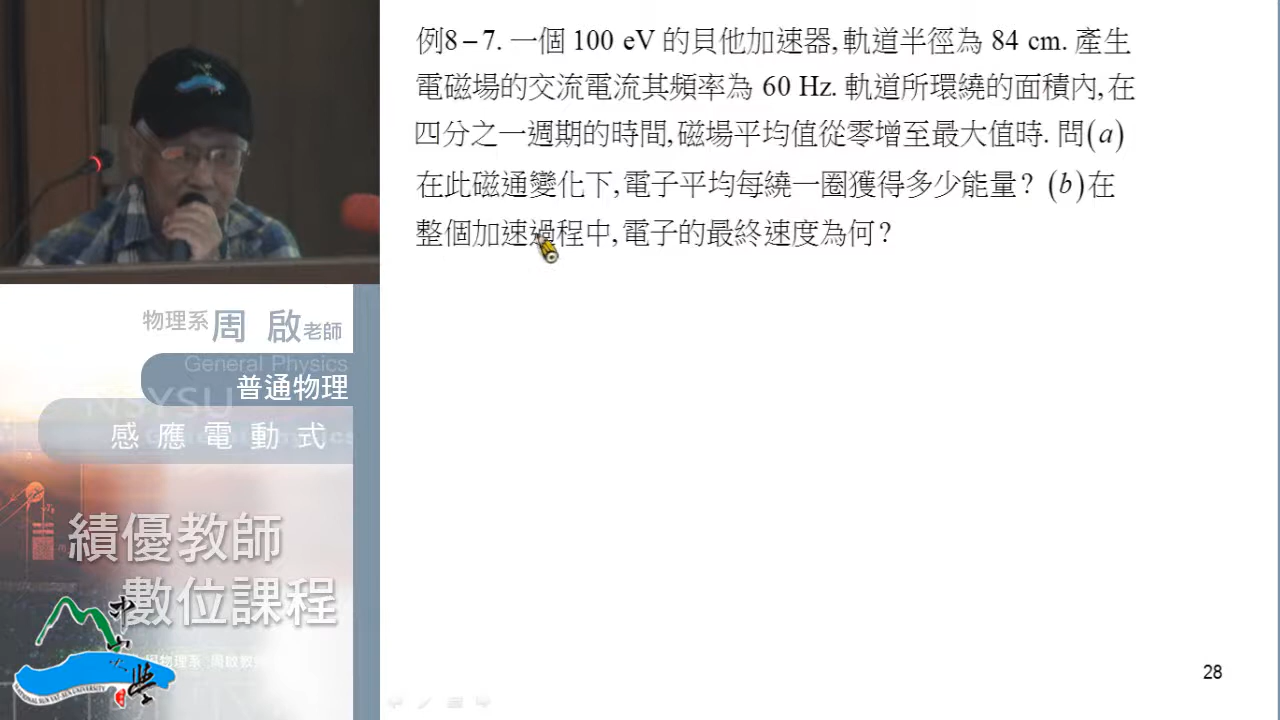 例8-7. 一個 100 eV 的貝他加速器,軌道半徑為 84 cm. 產生
電磁場的交流電流其頻率為 60 Hz. 軌道所環繞的面積內,在
四分之一週期的時間,磁場平均值從零增至最大值時. 問(a)
在此磁通變化下,電子平均每繞一圈獲得多少能量? (b)在
整個加速過程中,電子的最終速度為何?
物理系周 啟老師
General Physics
普通物理
NSYSU
感應電動式
績優教師
數位課程
NATIONAL SUN YAT-SEN UNIVERSITY
28